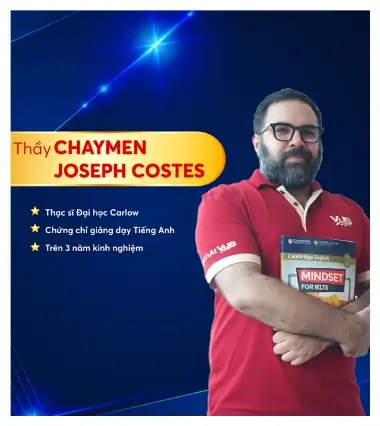 Thầy CHAYMEN
JOSEPH COSTES
Thạc sĩ Đại học Carlow
Chứng chỉ giảng dạy Tiếng Anh
Trên 3 năm kinh nghiệm
VUS
VUS
Cambridge English
MINDSET
FOR IELTS